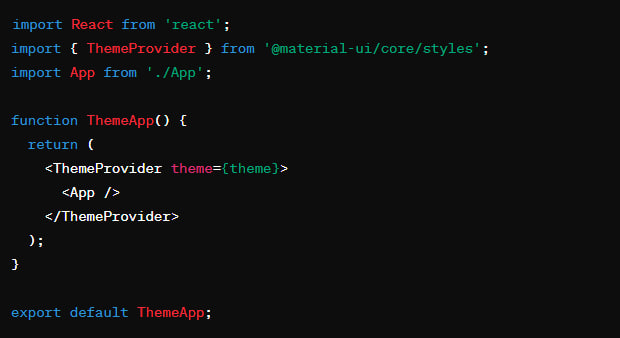 import React from 'react';
import { ThemeProvider } from '@material-ui/core/styles';
import App from './App';

function ThemeApp() {
  return (
    <ThemeProvider theme={theme}>
      <App />
    </ThemeProvider>
  );
}

export default ThemeApp;